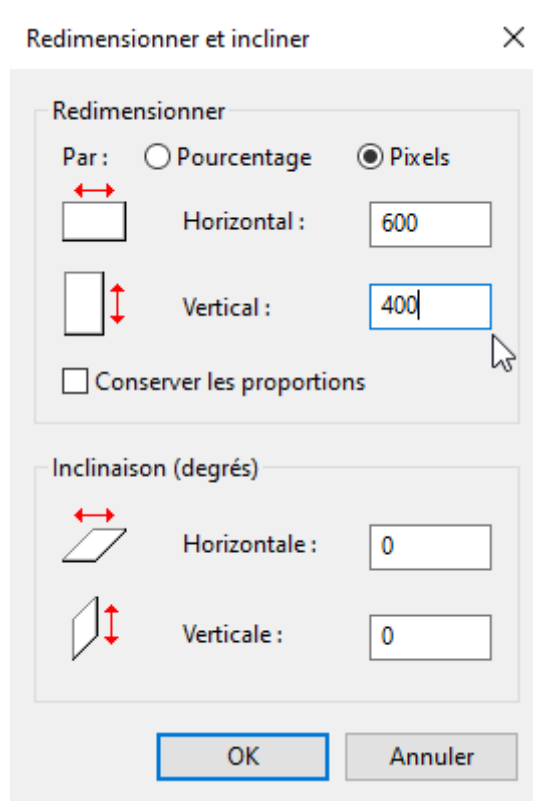 Redimensionner et incliner
Redimensionner
Par : Pourcentage Pixels
Horizontal : 600
Vertical : 400
Conserver les proportions
Inclinaison (degrés)
Horizontale : 0
Verticale : 0
OK Annuler